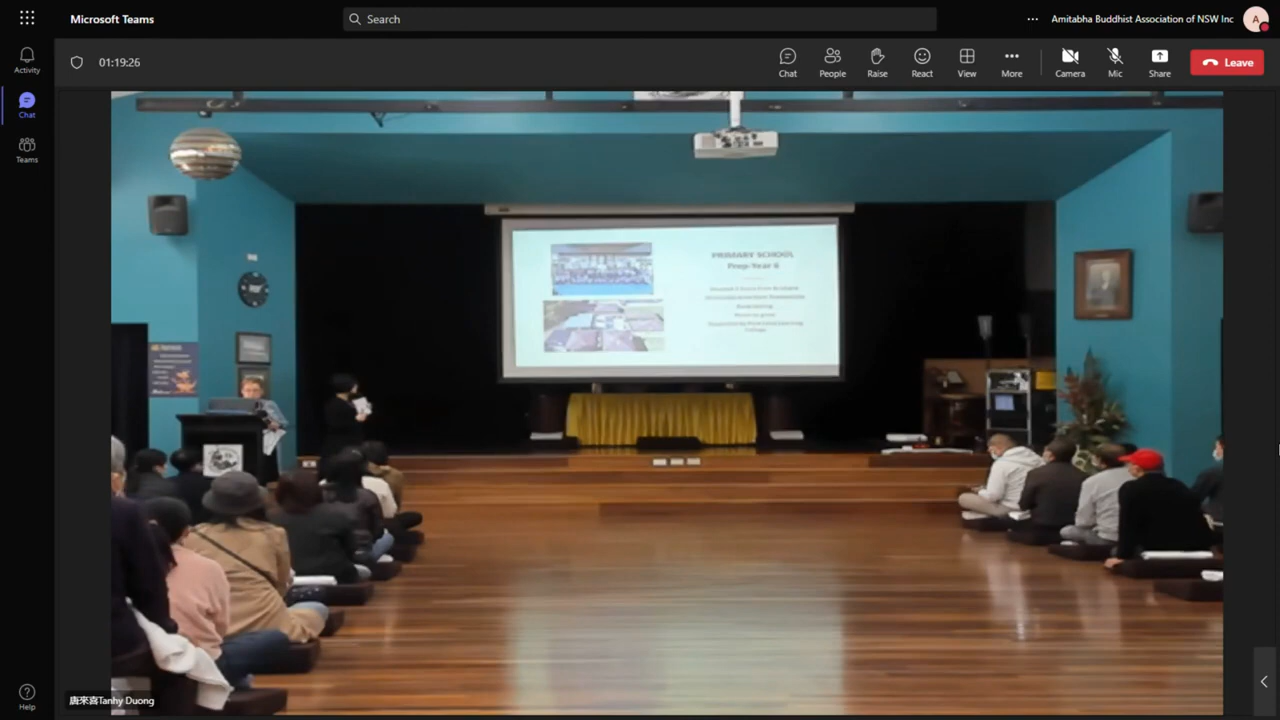 Microsoft Teams
Search
Amitabha Buddhist Association of NSW Inc
A
Activity
Chat
Teams
Help
01:19:26
Chat
People
Raise
React
View
More
Camera
Mic
Share
Leave
PRIMARY SCHOOL
Prep-Year 6
唐來喜Tanhy Duong